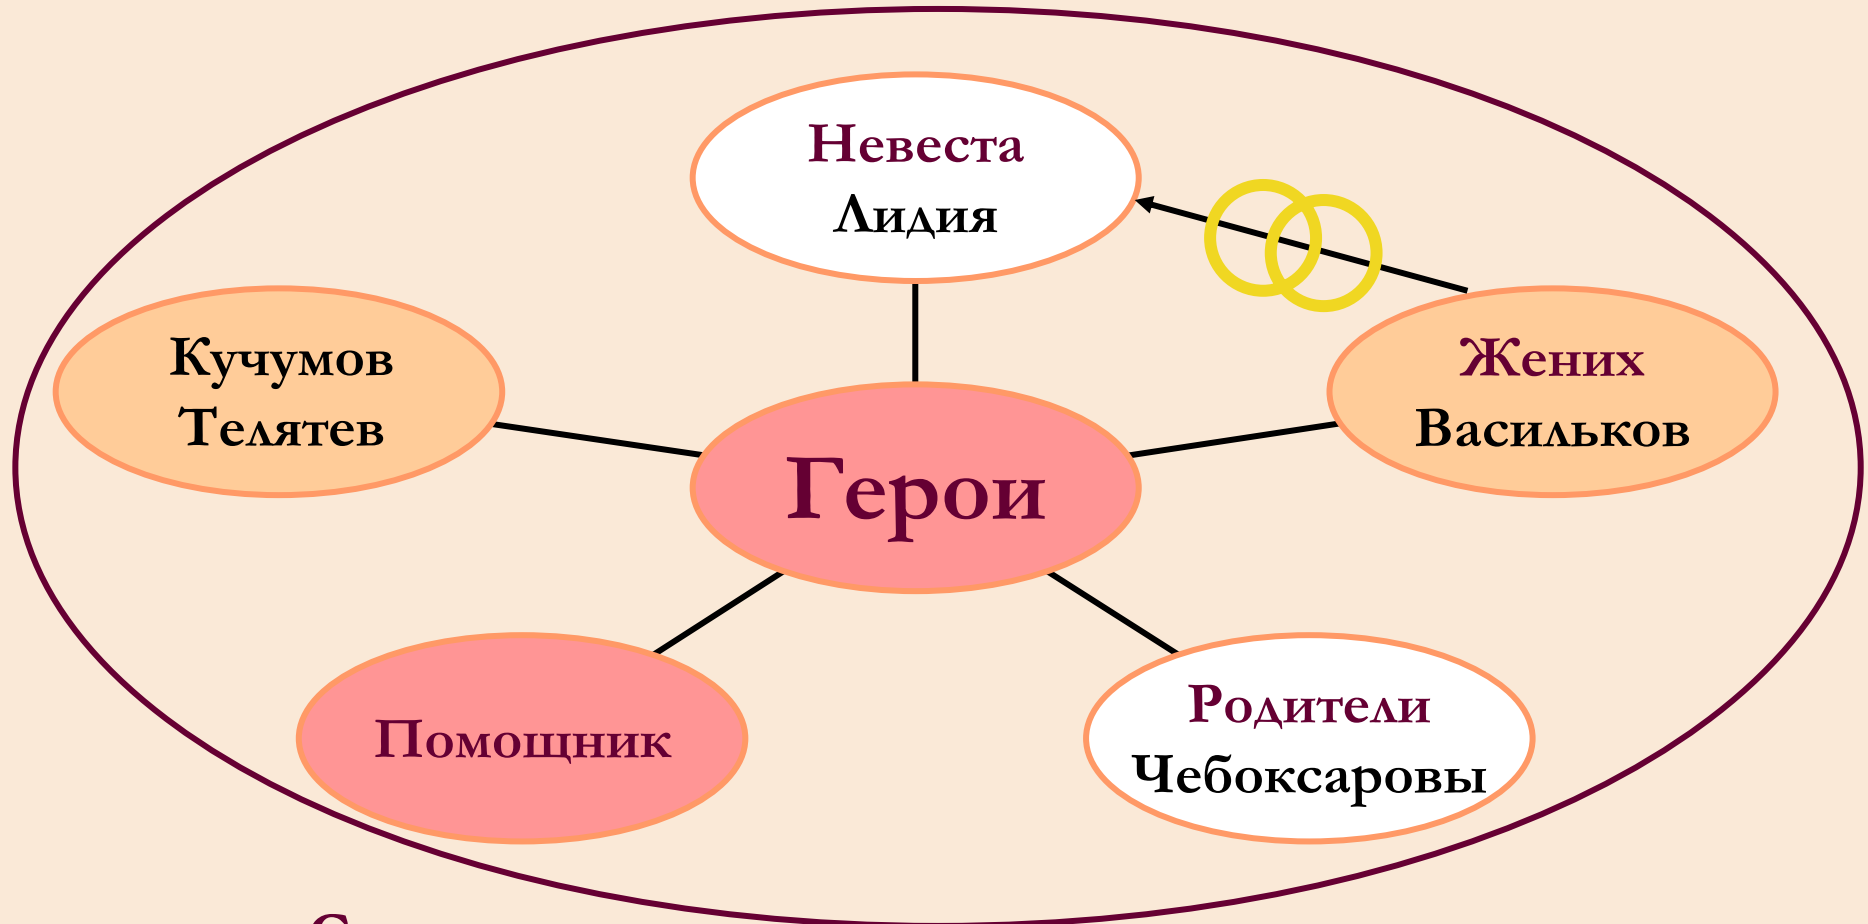 Невеста
Лидия
Кучумов
Телятев
Жених
Васильков
Герои
Помощник
Родители
Чебоксаровы